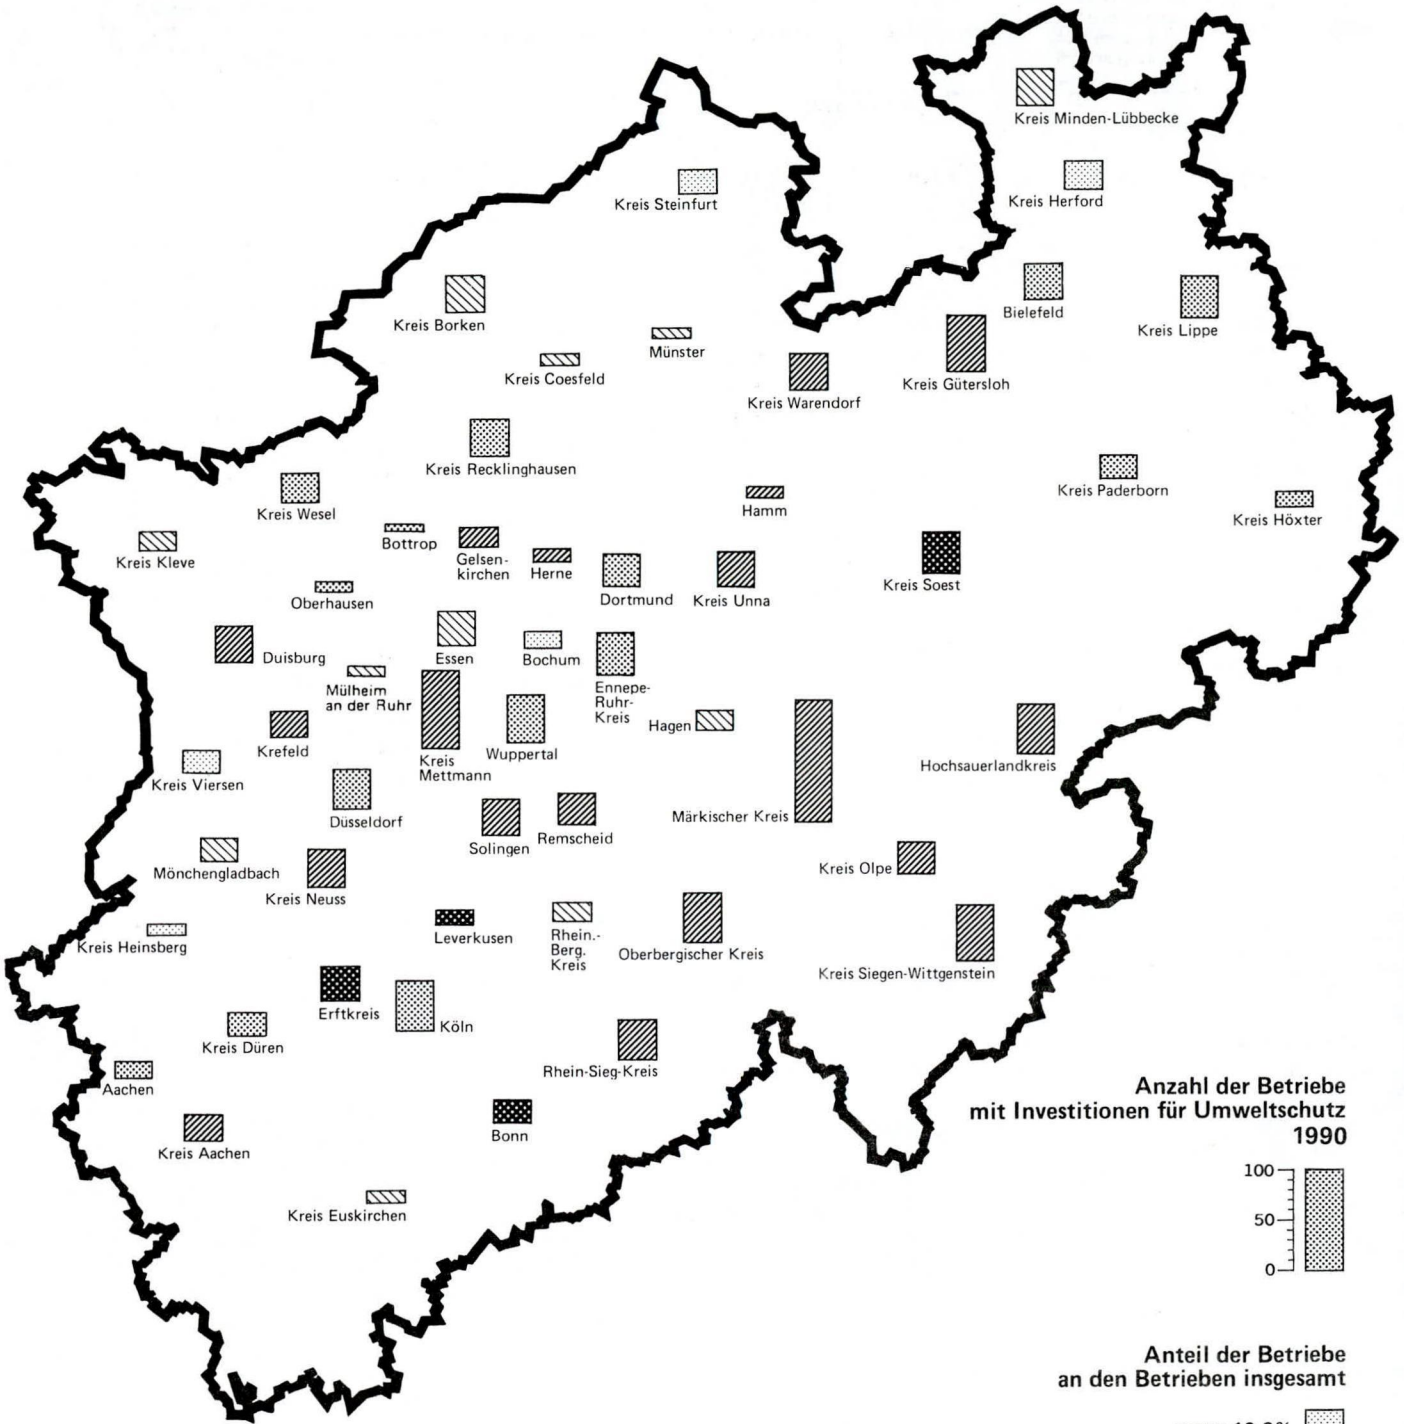 Kreis Minden-Lübbecke
Kreis Steinfurt
Kreis Herford
Kreis Borken
Bielefeld
Kreis Lippe
Münster
Kreis Coesfeld
Kreis Gütersloh
Kreis Warendorf
Kreis Recklinghausen
Kreis Wesel
Kreis Paderborn
Kreis Höxter
Hamm
Kreis Kleve
Bottrop
Gelsen-
kirchen
Herne
Dortmund
Kreis Unna
Kreis Soest
Oberhausen
Duisburg
Essen
Bochum
Mülheim
an der Ruhr
Ennepe-
Ruhr-
Kreis
Hagen
Krefeld
Kreis
Mettmann
Wuppertal
Hochsauerlandkreis
Kreis Viersen
Düsseldorf
Märkischer Kreis
Solingen
Remscheid
Mönchengladbach
Kreis Neuss
Kreis Olpe
Kreis Heinsberg
Leverkusen
Rhein.-
Berg.
Kreis
Oberbergischer Kreis
Kreis Siegen-Wittgenstein
Erftkreis
Köln
Kreis Düren
Rhein-Sieg-Kreis
Aachen
Kreis Aachen
Bonn
Kreis Euskirchen
Anzahl der Betriebe
mit Investitionen für Umweltschutz
1990
100
50
0
Anteil der Betriebe
an den Betrieben insgesamt